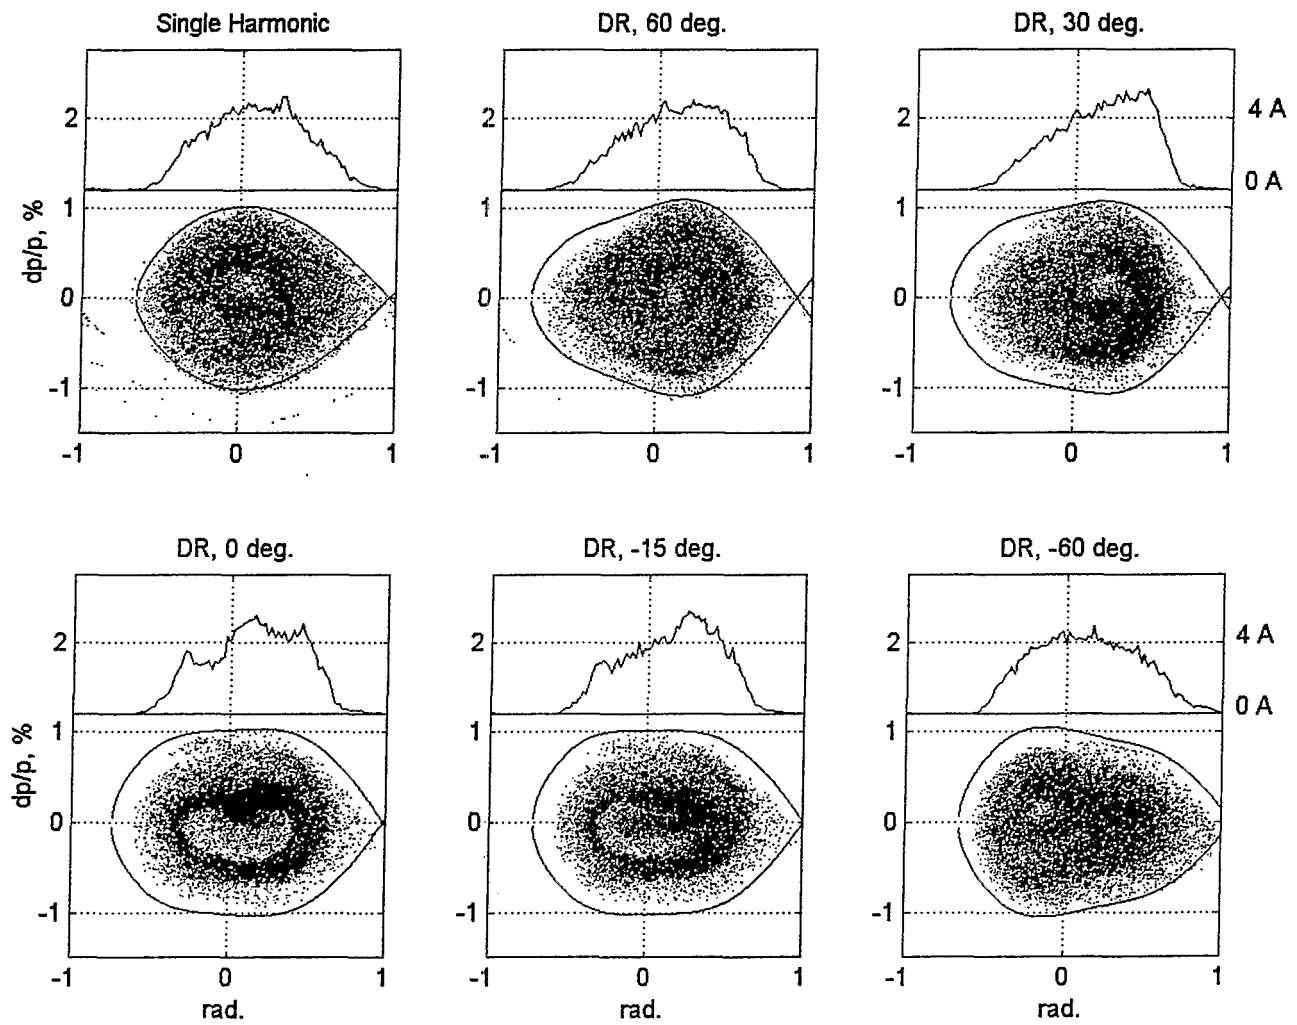 Single Harmonic
DR, 60 deg.
DR, 30 deg.
2
1
0
-1
dp/p, %
-1 0 1
2
1
0
-1
-1 0 1
2
1
0
-1
4 A
0 A
-1 0 1
DR, 0 deg.
DR, -15 deg.
DR, -60 deg.
2
1
0
-1
dp/p, %
-1 0 1
rad.
2
1
0
-1
-1 0 1
rad.
2
1
0
-1
4 A
0 A
-1 0 1
rad.